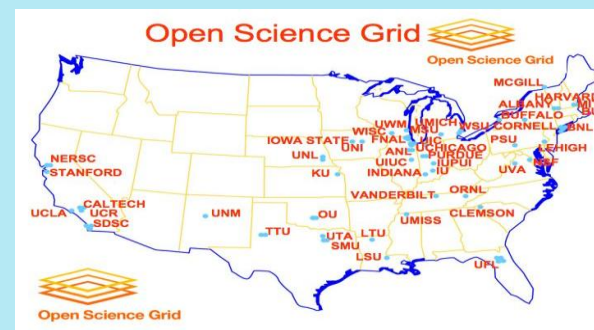 Open Science Grid
Open Science Grid
MCGILL
HARVARD
ALBANY
BUFFALO
CORNELL
BNL
UWM
UMICH
WSU
WISC
MSU
FNAL
UIC
IOWA STATE
UNI
ANL
UCHICAGO
PSU
LEHIGH
UNL
PURDUE
NERSC
UIUC
IUPUI
UVA
STANFORD
KU
INDIANA
IU
VANDERBILT
ORNL
CALTECH
UCLA
UCR
UNM
OU
UMISS
CLEMSON
SDSC
TTU
UTA
LTU
SMU
LSU
UFL
Open Science Grid